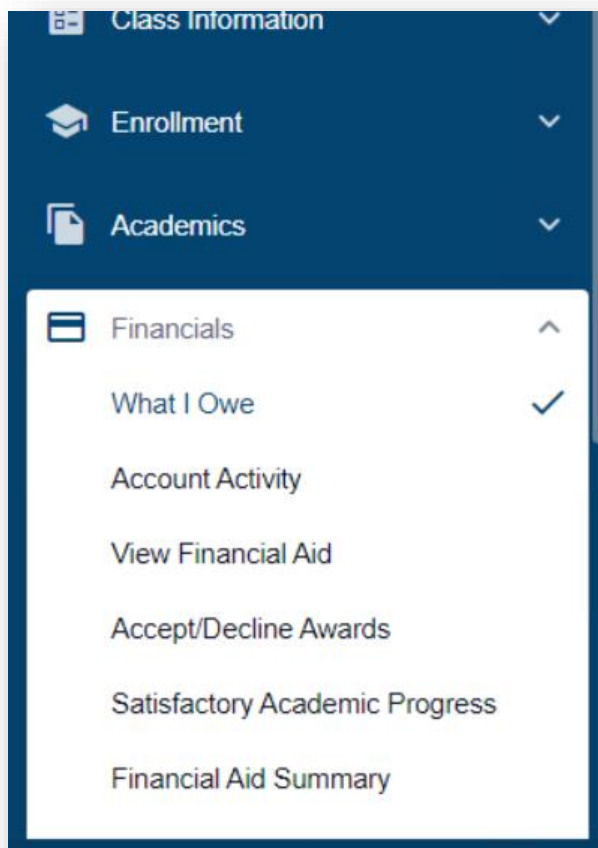 Class Information
Enrollment
Academics
Financials
What I Owe
Account Activity
View Financial Aid
Accept/Decline Awards
Satisfactory Academic Progress
Financial Aid Summary